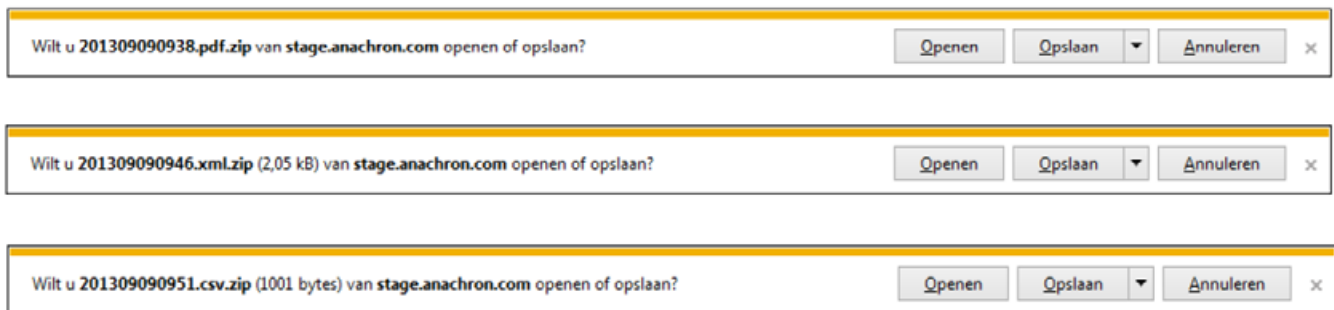 Wilt u 201309090938.pdf.zip van stage.anachron.com openen of opslaan? Openen Opslaan Annuleren ×
Wilt u 201309090946.xml.zip (2,05 kB) van stage.anachron.com openen of opslaan? Openen Opslaan Annuleren ×
Wilt u 201309090951.csv.zip (1001 bytes) van stage.anachron.com openen of opslaan? Openen Opslaan Annuleren ×